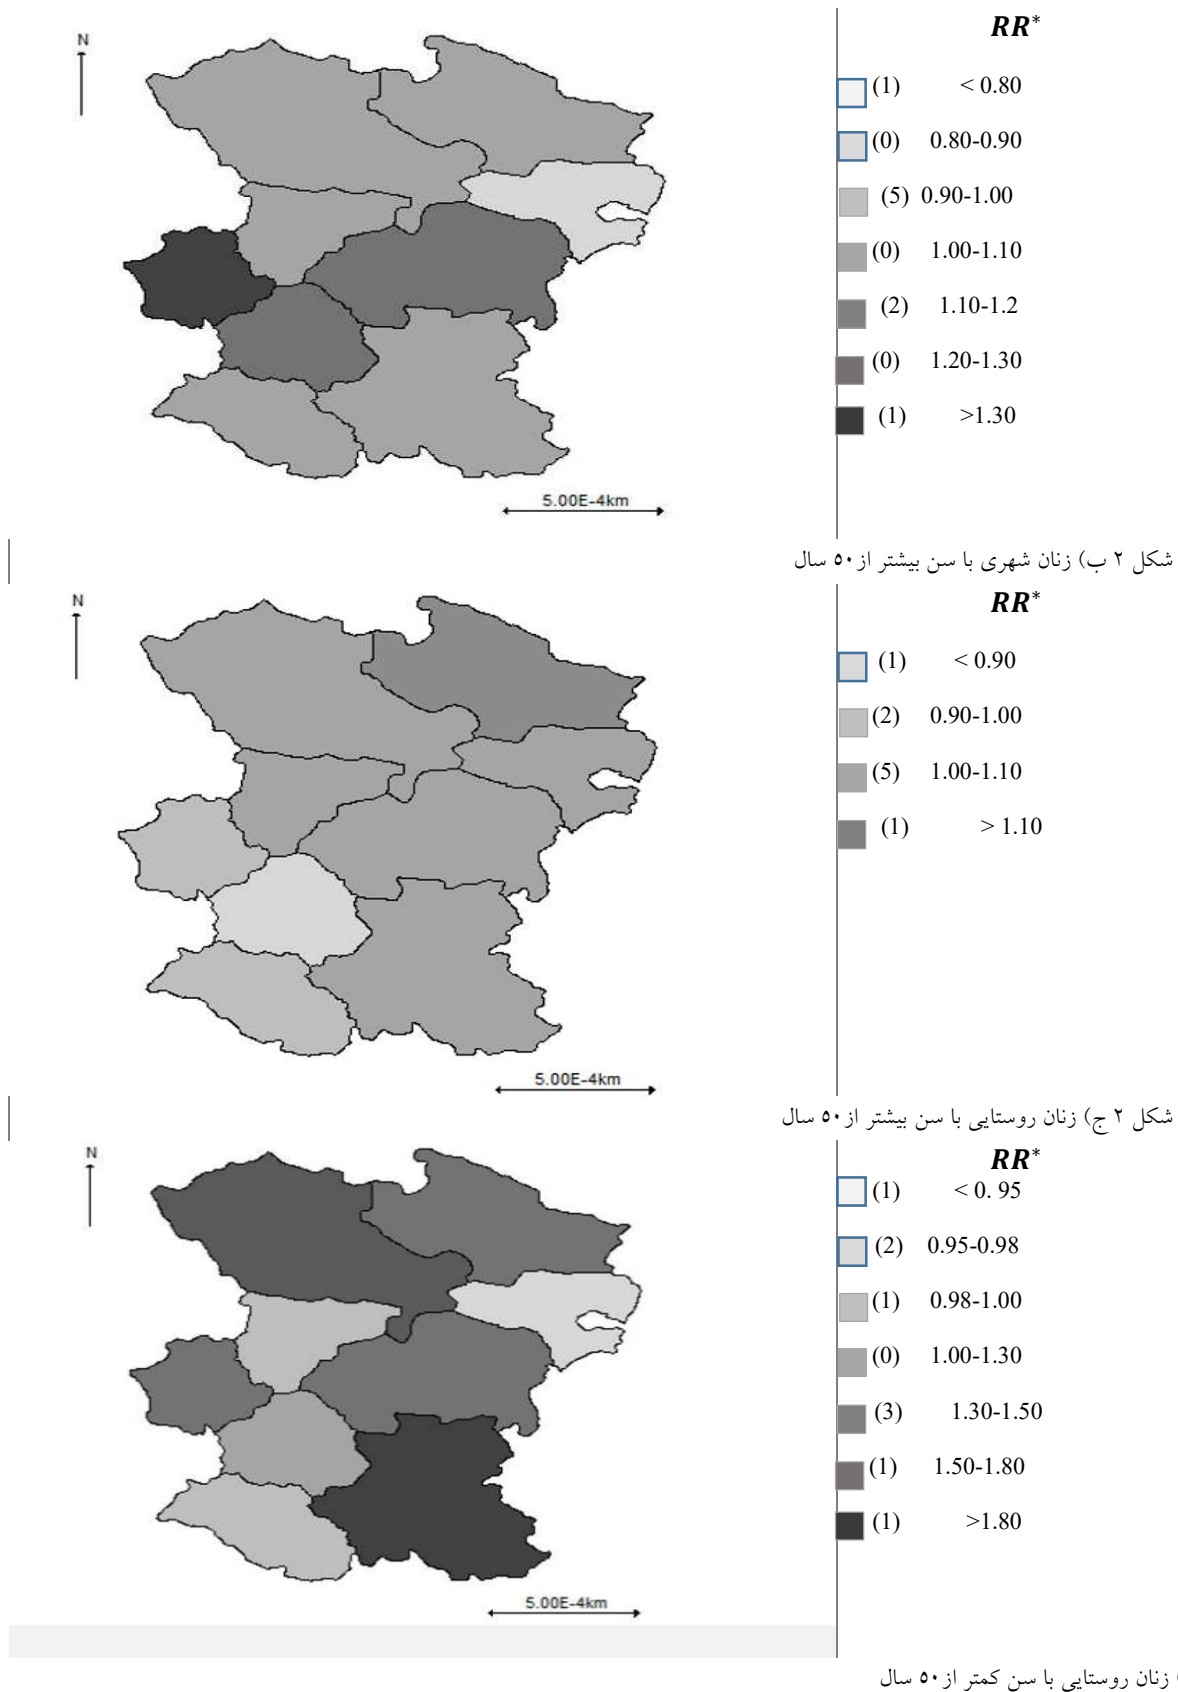 N
RR*
(1) < 0.80
(0) 0.80-0.90
(5) 0.90-1.00
(0) 1.00-1.10
(2) 1.10-1.2
(0) 1.20-1.30
(1) >1.30
5.00E-4km
شکل ۲ ب) زنان شهری با سن بیشتر از ۵۰ سال
N
RR*
(1) < 0.90
(2) 0.90-1.00
(5) 1.00-1.10
(1) > 1.10
5.00E-4km
شکل ۲ ج) زنان روستایی با سن بیشتر از ۵۰ سال
N
RR*
(1) < 0. 95
(2) 0.95-0.98
(1) 0.98-1.00
(0) 1.00-1.30
(3) 1.30-1.50
(1) 1.50-1.80
(1) >1.80
5.00E-4km
زنان روستایی با سن کمتر از ۵۰ سال